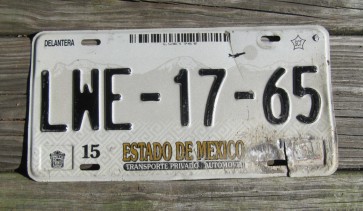 DELANTERA
LWE-17-65
15 ESTADO DE MEXICO
TRANSPORTE PRIVADO AUTOMOVIL